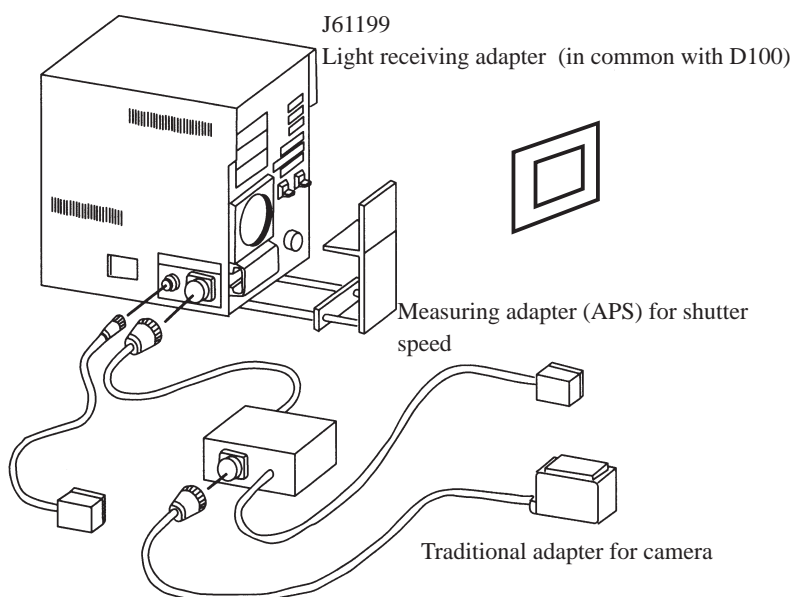 J61199
Light receiving adapter (in common with D100)
Measuring adapter (APS) for shutter
speed
Traditional adapter for camera